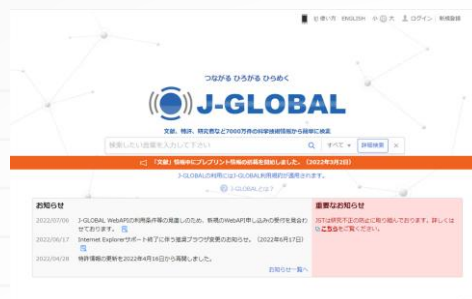 使い方 ENGLISH 小 中 大 ログイン 新規登録
つながる ひろがる ひらめく
J-GLOBAL
文献、特許、研究者など7000万件の科学技術情報から簡単に検索
検索したい言葉を入力して下さい すべて 詳細検索 ×
「文献」情報中にプレプリント情報の搭載を開始しました。(2022年5月2日)
J-GLOBALの利用にはJ-GLOBAL利用規約が適用されます。
J-GLOBALとは?
お知らせ
2022/07/06 J-GLOBAL WebAPIの利用条件等の見直しのため、新規のWebAPI申し込みの受付を見合わ
せております。
2022/06/17 Internet Explorerサポート終了に伴う推奨ブラウザ変更のお知らせ。(2022年6月17日)
2022/04/28 特許情報の更新を2022年4月16日から再開しました。
お知らせ一覧へ
重要なお知らせ
JSTは研究不正の防止に取り組んでおります。詳しくは
こちらをご覧ください。